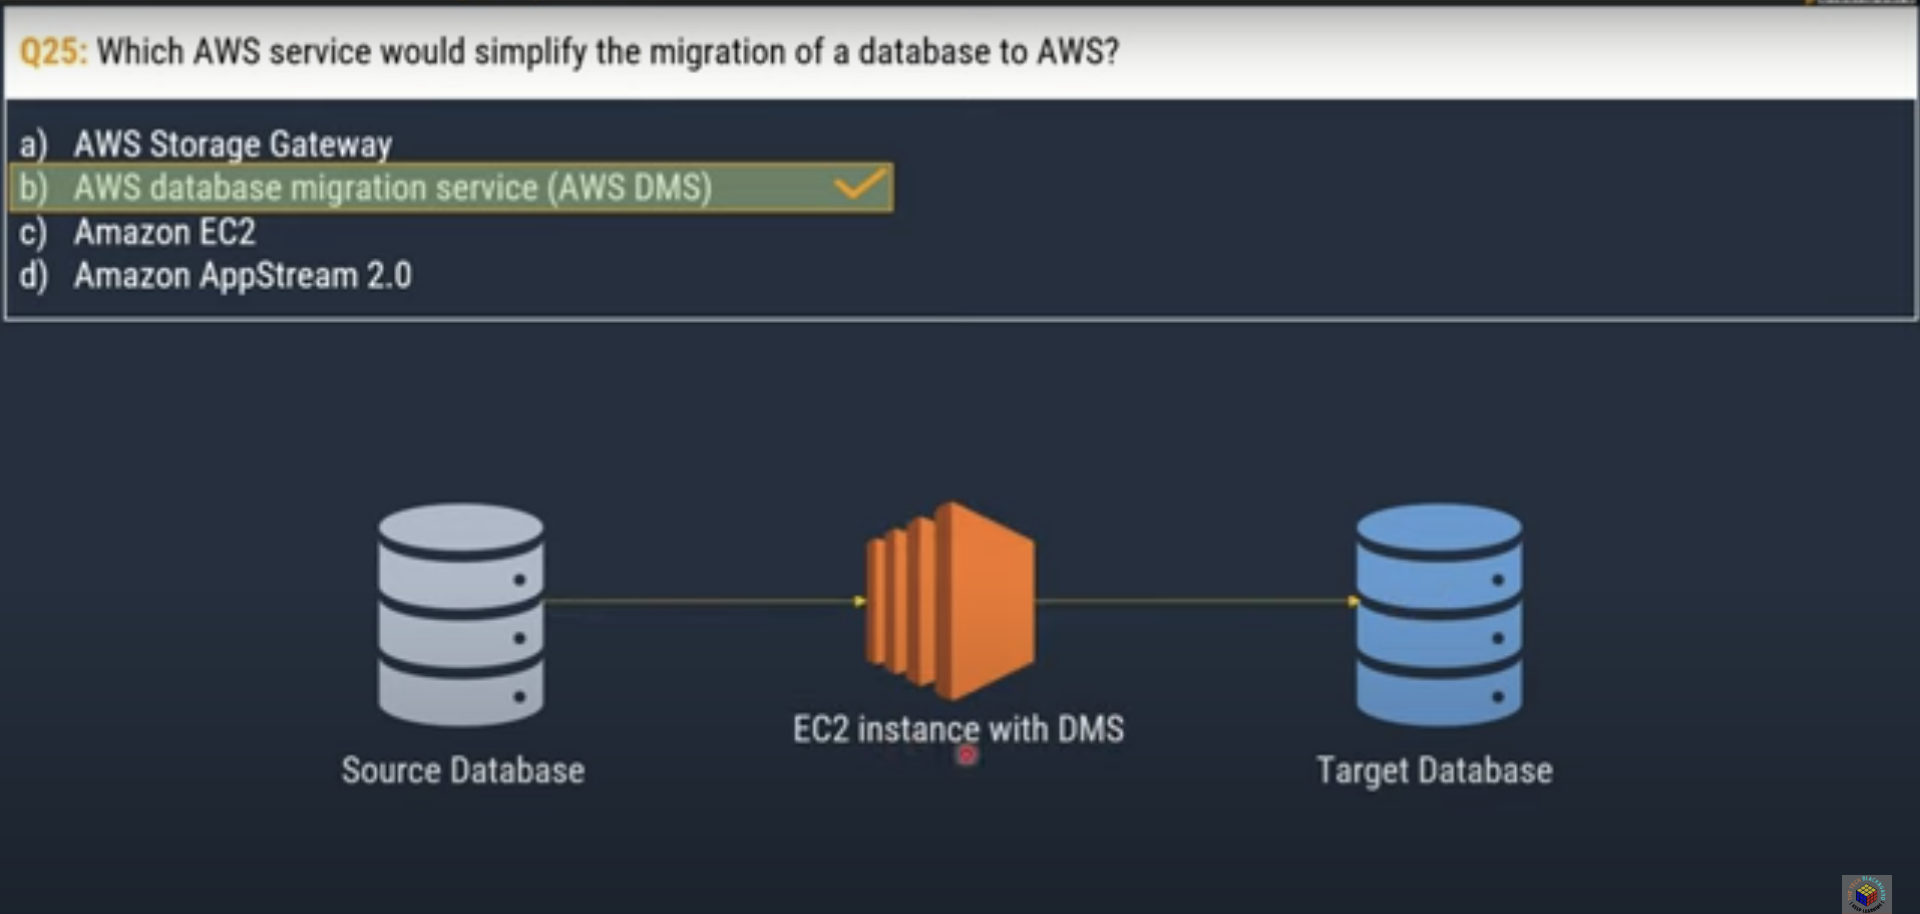 Q25: Which AWS service would simplify the migration of a database to AWS?
a) AWS Storage Gateway
b) AWS database migration service (AWS DMS)
c) Amazon EC2
d) Amazon AppStream 2.0
EC2 instance with DMS
Source Database
Target Database